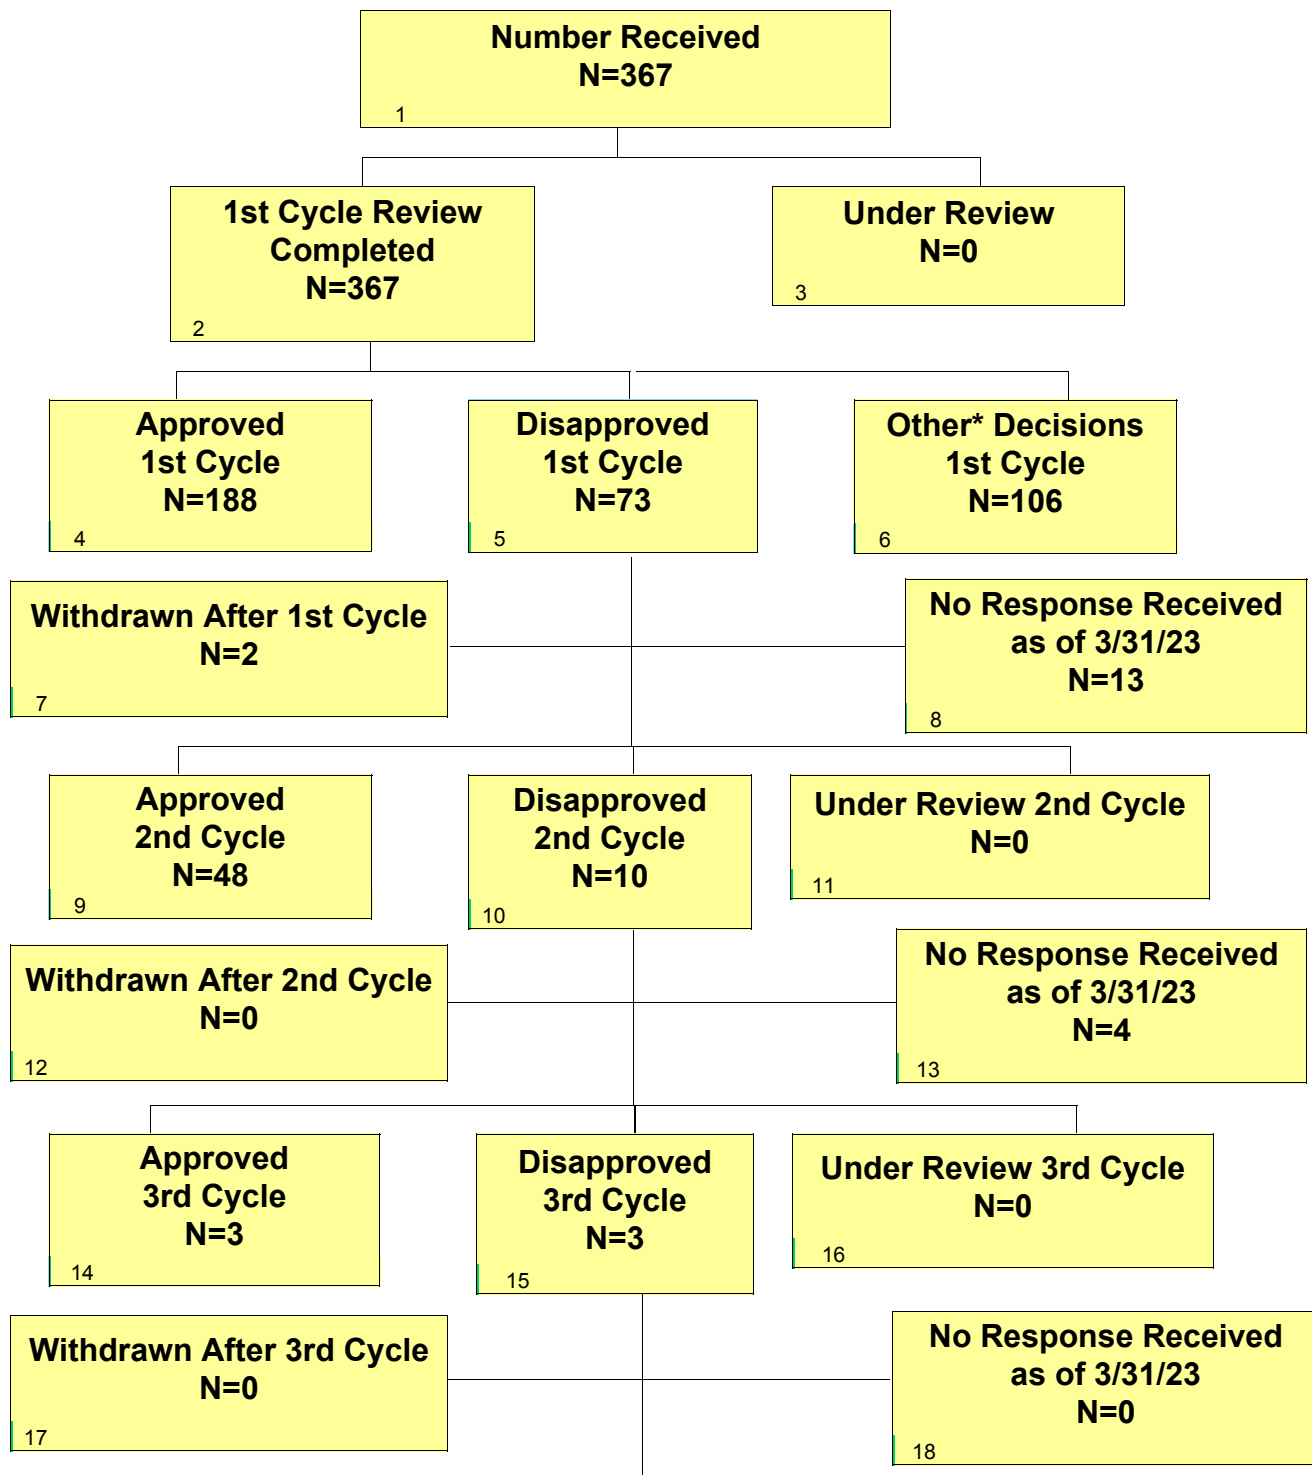 Number Received
N=367
1
1st Cycle Review
Completed
N=367
2
Under Review
N=0
3
Approved
1st Cycle
N=188
4
Disapproved
1st Cycle
N=73
5
Other* Decisions
1st Cycle
N=106
6
Withdrawn After 1st Cycle
N=2
7
No Response Received
as of 3/31/23
N=13
8
Approved
2nd Cycle
N=48
9
Disapproved
2nd Cycle
N=10
10
Under Review 2nd Cycle
N=0
11
Withdrawn After 2nd Cycle
N=0
12
No Response Received
as of 3/31/23
N=4
13
Approved
3rd Cycle
N=3
14
Disapproved
3rd Cycle
N=3
15
Under Review 3rd Cycle
N=0
16
Withdrawn After 3rd Cycle
N=0
17
No Response Received
as of 3/31/23
N=0
18